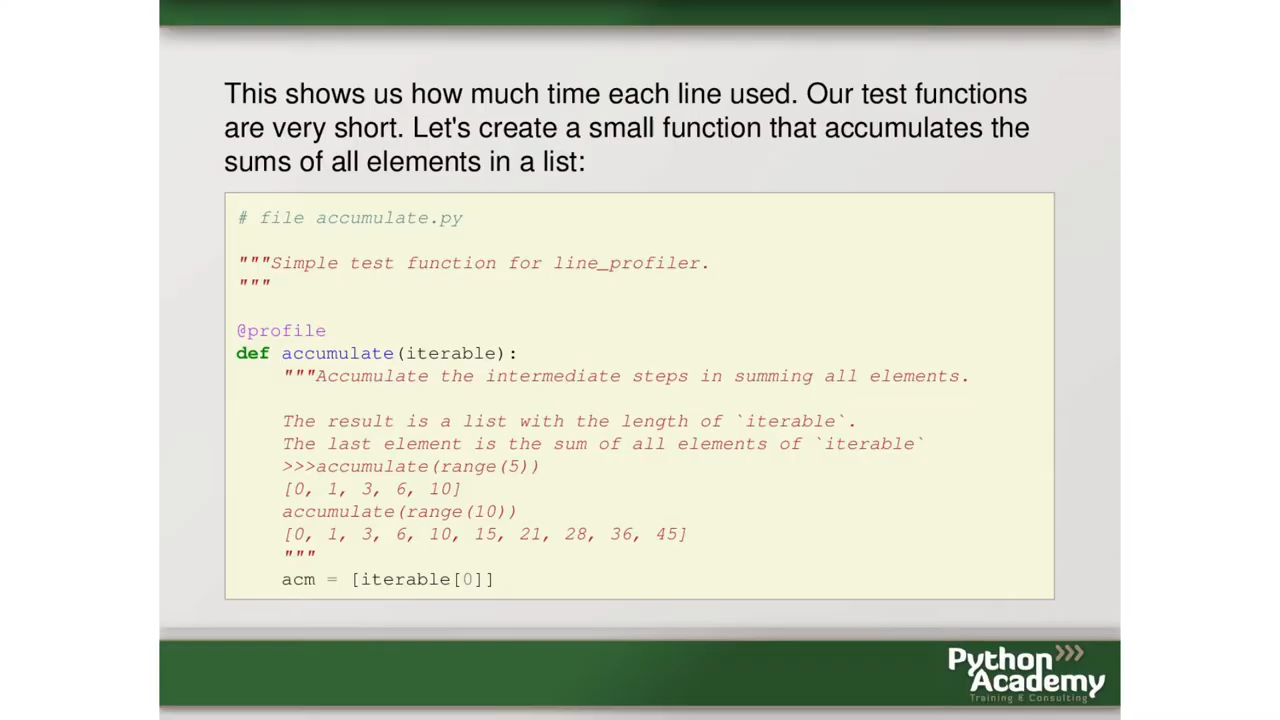 This shows us how much time each line used. Our test functions
are very short. Let's create a small function that accumulates the
sums of all elements in a list:
# file accumulate.py
"""Simple test function for line_profiler.
"""
@profile
def accumulate(iterable):
"""Accumulate the intermediate steps in summing all elements.
The result is a list with the length of `iterable`.
The last element is the sum of all elements of `iterable`
>>>accumulate(range(5))
[0, 1, 3, 6, 10]
accumulate(range(10))
[0, 1, 3, 6, 10, 15, 21, 28, 36, 45]
"""
acm = [iterable[0]]
Python
Academy
Training & Consulting